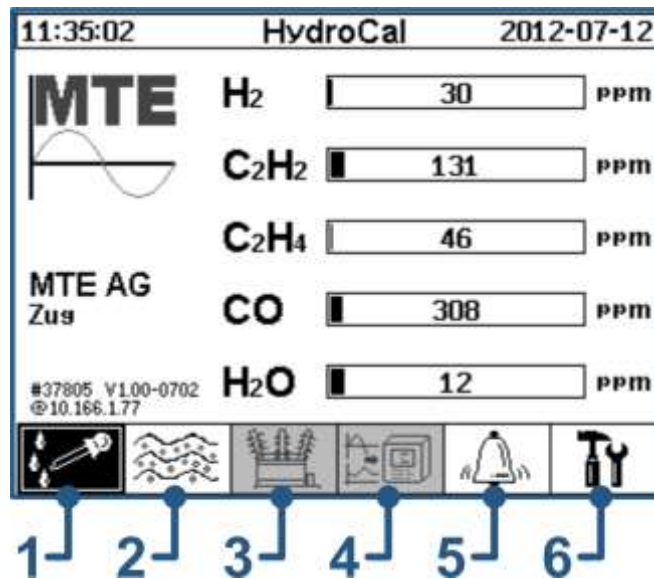 11:35:02 HydroCal 2012-07-12
MTE
H2 30 ppm
C2H2 131 ppm
C2H4 46 ppm
MTE AG
Zug
CO 308 ppm
#37805 V1.00-0702
@10.166.1.77
H2O 12 ppm
1 2 3 4 5 6